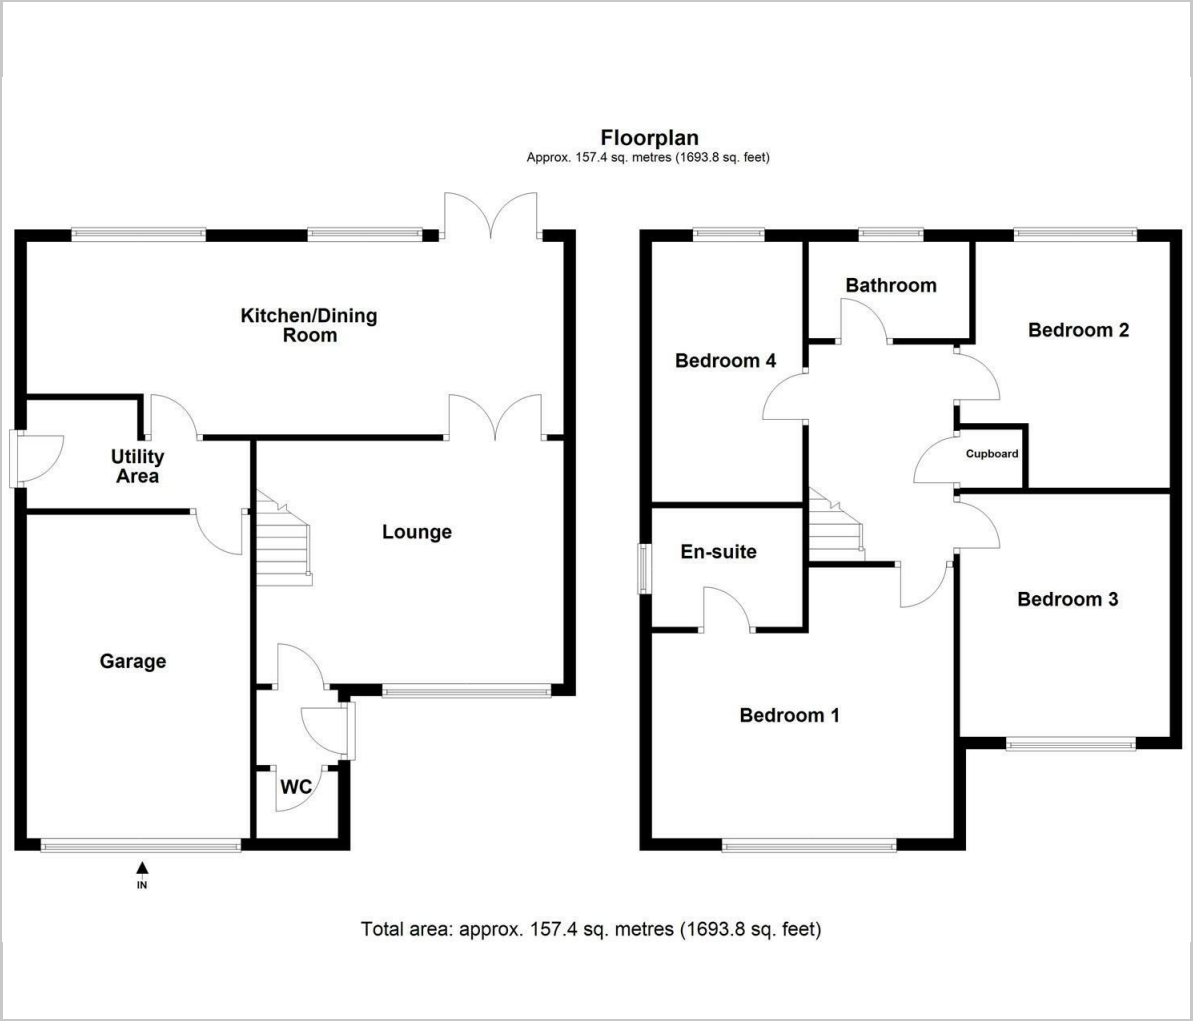 Floorplan
Approx. 157.4 sq. metres (1693.8 sq. feet)
Kitchen/Dining
Room
Utility
Area
Lounge
Garage
WC
IN
Bathroom
Bedroom 2
Bedroom 4
Cupboard
En-suite
Bedroom 3
Bedroom 1
Total area: approx. 157.4 sq. metres (1693.8 sq. feet)